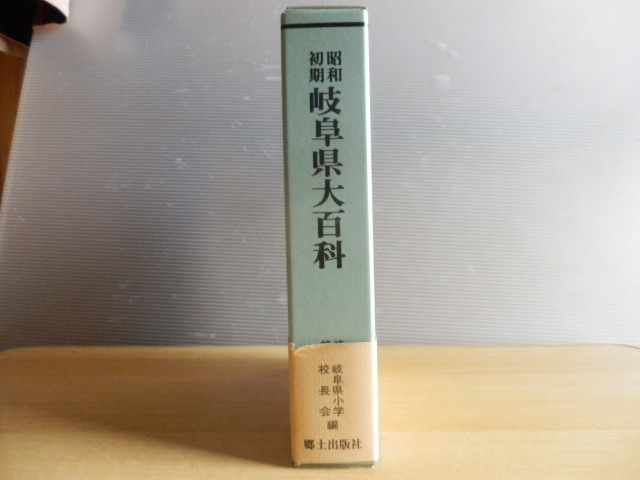 昭和
初期
岐阜県大百科
岐阜県小学
校長会編
郷土出版社